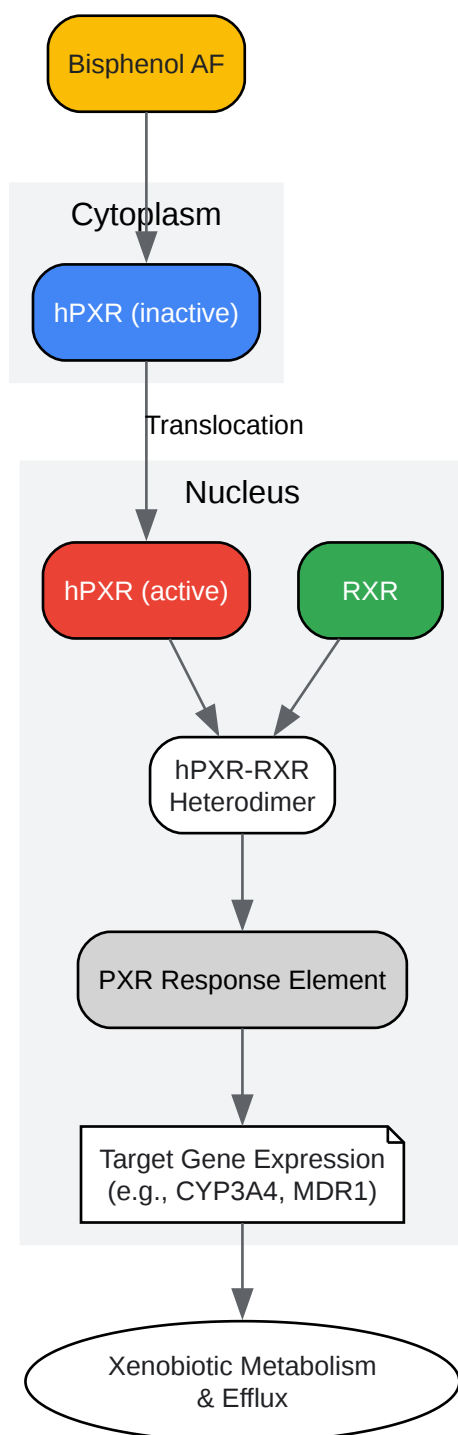 Bisphenol AF
Cytoplasm
hPXR (inactive)
Translocation
Nucleus
hPXR (active)
RXR
hPXR-RXR
Heterodimer
PXR Response Element
Target Gene Expression
(e.g., CYP3A4, MDR1)
Xenobiotic Metabolism
& Efflux